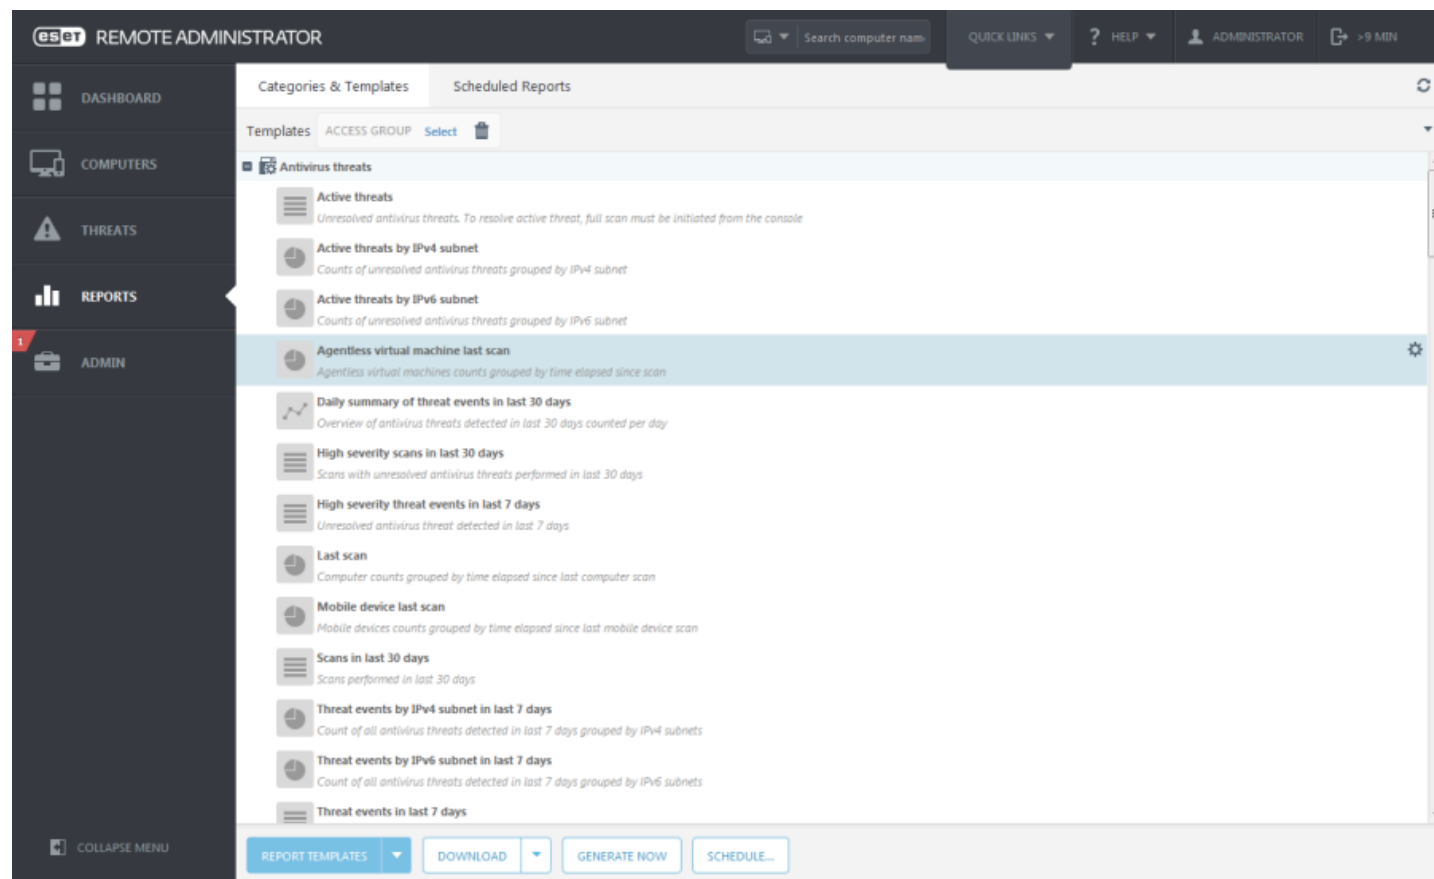 eset REMOTE ADMINISTRATOR
Search computer nam
QUICK LINKS
? HELP
ADMINISTRATOR
>9 MIN
DASHBOARD
COMPUTERS
THREATS
REPORTS
1
ADMIN
COLLAPSE MENU
Categories & Templates
Scheduled Reports
Templates ACCESS GROUP Select
Antivirus threats
Active threats
Unresolved antivirus threats. To resolve active threat, full scan must be initiated from the console
Active threats by IPv4 subnet
Counts of unresolved antivirus threats grouped by IPv4 subnet
Active threats by IPv6 subnet
Counts of unresolved antivirus threats grouped by IPv6 subnet
Agentless virtual machine last scan
Agentless virtual machines counts grouped by time elapsed since scan
Daily summary of threat events in last 30 days
Overview of antivirus threats detected in last 30 days counted per day
High severity scans in last 30 days
Scans with unresolved antivirus threats performed in last 30 days
High severity threat events in last 7 days
Unresolved antivirus threat detected in last 7 days
Last scan
Computer counts grouped by time elapsed since last computer scan
Mobile device last scan
Mobile devices counts grouped by time elapsed since last mobile device scan
Scans in last 30 days
Scans performed in last 30 days
Threat events by IPv4 subnet in last 7 days
Count of all antivirus threats detected in last 7 days grouped by IPv4 subnets
Threat events by IPv6 subnet in last 7 days
Count of all antivirus threats detected in last 7 days grouped by IPv6 subnets
Threat events in last 7 days
REPORT TEMPLATES
DOWNLOAD
GENERATE NOW
SCHEDULE...